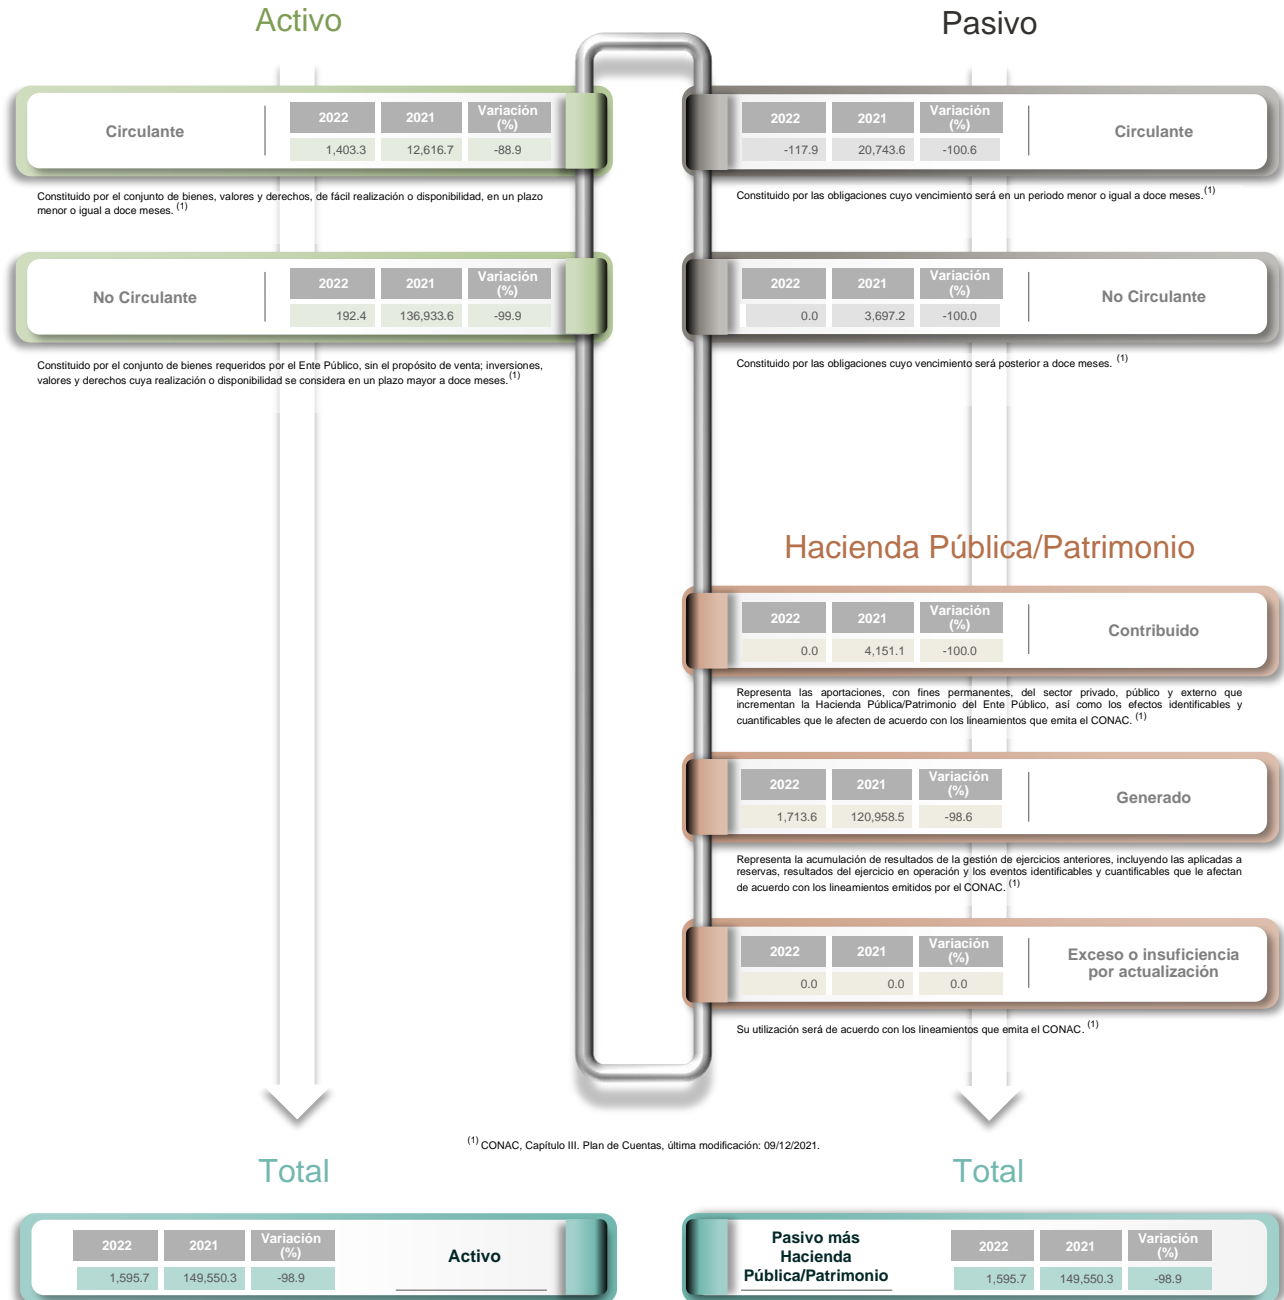 Activo
Circulante
2022 2021 Variación (%)
1,403.3 12,616.7 -88.9
Constituido por el conjunto de bienes, valores y derechos, de fácil realización o disponibilidad, en un plazo
menor o igual a doce meses. (1)
No Circulante
2022 2021 Variación (%)
192.4 136,933.6 -99.9
Constituido por el conjunto de bienes requeridos por el Ente Público, sin el propósito de venta; inversiones,
valores y derechos cuya realización o disponibilidad se considera en un plazo mayor a doce meses. (1)
Pasivo
2022 2021 Variación (%)
-117.9 20,743.6 -100.6
Circulante
Constituido por las obligaciones cuyo vencimiento será en un periodo menor o igual a doce meses. (1)
2022 2021 Variación (%)
0.0 3,697.2 -100.0
No Circulante
Constituido por las obligaciones cuyo vencimiento será posterior a doce meses. (1)
Hacienda Pública/Patrimonio
2022 2021 Variación (%)
0.0 4,151.1 -100.0
Contribuido
Representa las aportaciones, con fines permanentes, del sector privado, público y externo que
incrementan la Hacienda Pública/Patrimonio del Ente Público, así como los efectos identificables y
cuantificables que le afecten de acuerdo con los lineamientos que emita el CONAC. (1)
2022 2021 Variación (%)
1,713.6 120,958.5 -98.6
Generado
Representa la acumulación de resultados de la gestión de ejercicios anteriores, incluyendo las aplicadas a
reservas, resultados del ejercicio en operación y los eventos identificables y cuantificables que le afectan
de acuerdo con los lineamientos emitidos por el CONAC. (1)
2022 2021 Variación (%)
0.0 0.0 0.0
Exceso o insuficiencia
por actualización
Su utilización será de acuerdo con los lineamientos que emita el CONAC. (1)
(1) CONAC, Capítulo III. Plan de Cuentas, última modificación: 09/12/2021.
Total
2022 2021 Variación (%)
1,595.7 149,550.3 -98.9
Activo
Total
Pasivo más
Hacienda
Pública/Patrimonio
2022 2021 Variación (%)
1,595.7 149,550.3 -98.9